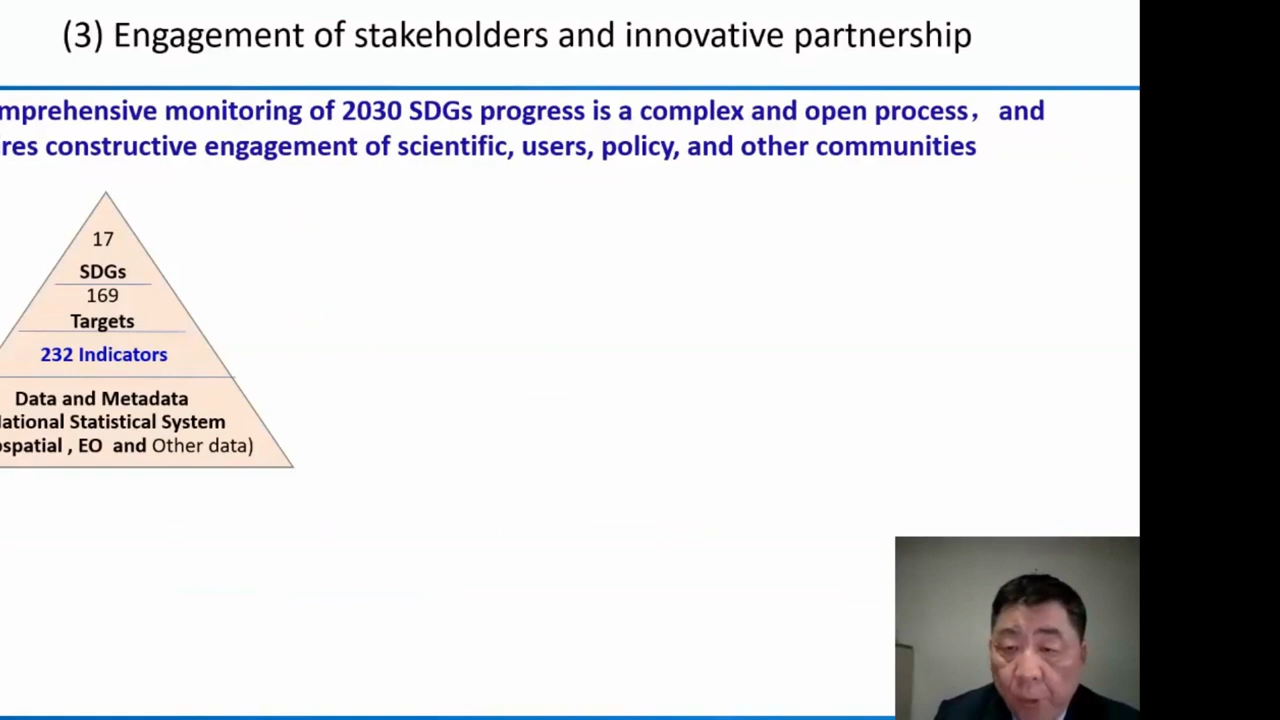 (3) Engagement of stakeholders and innovative partnership
mprehensive monitoring of 2030 SDGs progress is a complex and open process， and
res constructive engagement of scientific, users, policy, and other communities
17
SDGs
169
Targets
232 Indicators
Data and Metadata
ational Statistical System
spatial , EO and Other data)